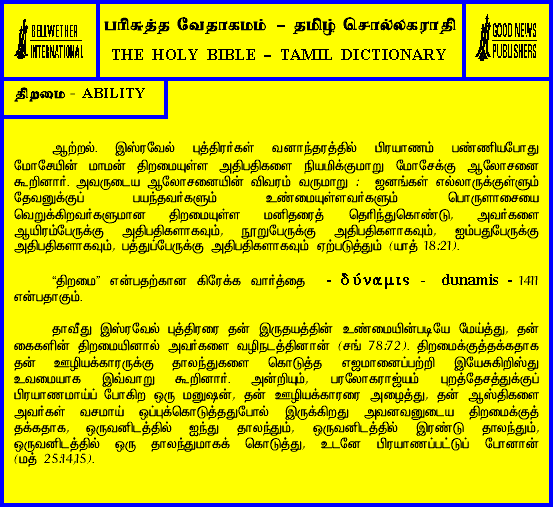 BELLWETHER
INTERNATIONAL
பரிசுத்த வேதாகமம் - தமிழ் சொல்லகராதி
THE HOLY BIBLE - TAMIL DICTIONARY
GOOD NEWS
PUBLISHERS
திறமை - ABILITY
ஆற்றல். இஸ்ரவேல் புத்திரர்கள் வனாந்தரத்தில் பிரயாணம் பண்ணியபோது
மோசேயின் மாமன் திறமையுள்ள அதிபதிகளை நியமிக்குமாறு மோசேக்கு ஆலோசனை
கூறினார். அவருடைய ஆலோசனையின் விவரம் வருமாறு : ஜனங்கள் எல்லாருக்குள்ளும்
தேவனுக்குப் பயந்தவர்களும் உண்மையுள்ளவர்களும் பொருளாசையை
வெறுக்கிறவர்களுமான திறமையுள்ள மனிதரைத் தெரிந்துகொண்டு, அவர்களை
ஆயிரம்பேருக்கு அதிபதிகளாகவும், நூறுபேருக்கு அதிபதிகளாகவும், ஐம்பதுபேருக்கு
அதிபதிகளாகவும், பத்துப்பேருக்கு அதிபதிகளாகவும் ஏற்படுத்தும் (யாத் 18:21).
“திறமை” என்பதற்கான கிரேக்க வார்த்தை - δύναμις - dunamis - 1411
என்பதாகும்.
தாவீது இஸ்ரவேல் புத்திரரை தன் இருதயத்தின் உண்மையின்படியே மேய்த்து, தன்
கைகளின் திறமையினால் அவர்களை வழிநடத்தினான் (சங் 78:72). திறமைக்குத்தக்கதாக
தன் ஊழியக்காரருக்கு தாலந்துகளை கொடுத்த எஜமானைப்பற்றி இயேசுகிறிஸ்து
உவமையாக இவ்வாறு கூறினார். அன்றியும், பரலோகராஜ்யம் புறத்தேசத்துக்குப்
பிரயாணமாய்ப் போகிற ஒரு மனுஷன், தன் ஊழியக்காரரை அழைத்து, தன் ஆஸ்திகளை
அவர்கள் வசமாய் ஒப்புக்கொடுத்ததுபோல் இருக்கிறது அவனவனுடைய திறமைக்குத்
தக்கதாக, ஒருவனிடத்தில் ஐந்து தாலந்தும், ஒருவனிடத்தில் இரண்டு தாலந்தும்,
ஒருவனிடத்தில் ஒரு தாலந்துமாகக் கொடுத்து, உடனே பிரயாணப்பட்டுப் போனான்
(மத் 25:14,15).